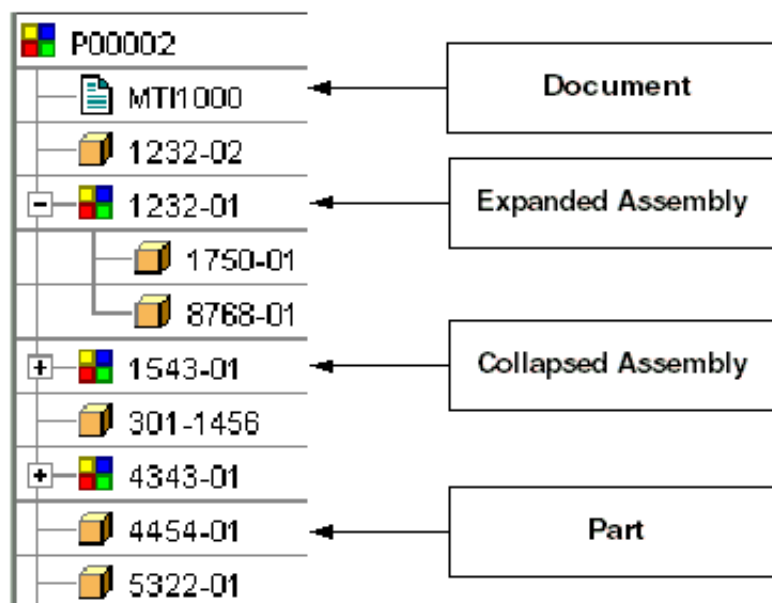 P00002
MTI1000
Document
1232-02
1232-01
Expanded Assembly
1750-01
8768-01
1543-01
Collapsed Assembly
301-1456
4343-01
4454-01
Part
5322-01